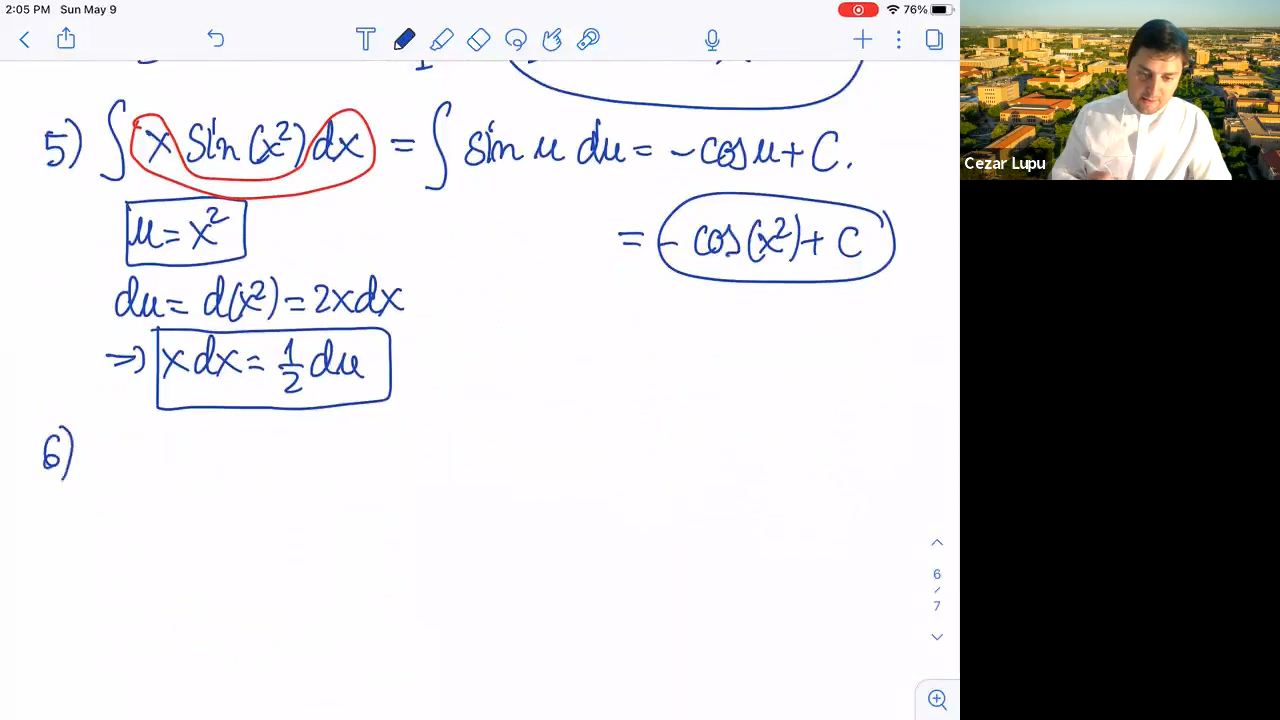 2:05 PM Sun May 9
76%
5) ∫ x sin(x²) dx = ∫ sin u du = -cos u + C.
u = x²
= - cos(x²) + C
du = d(x²) = 2x dx
=> x dx = 1/2 du
6)
Cezar Lupu
6
/
7